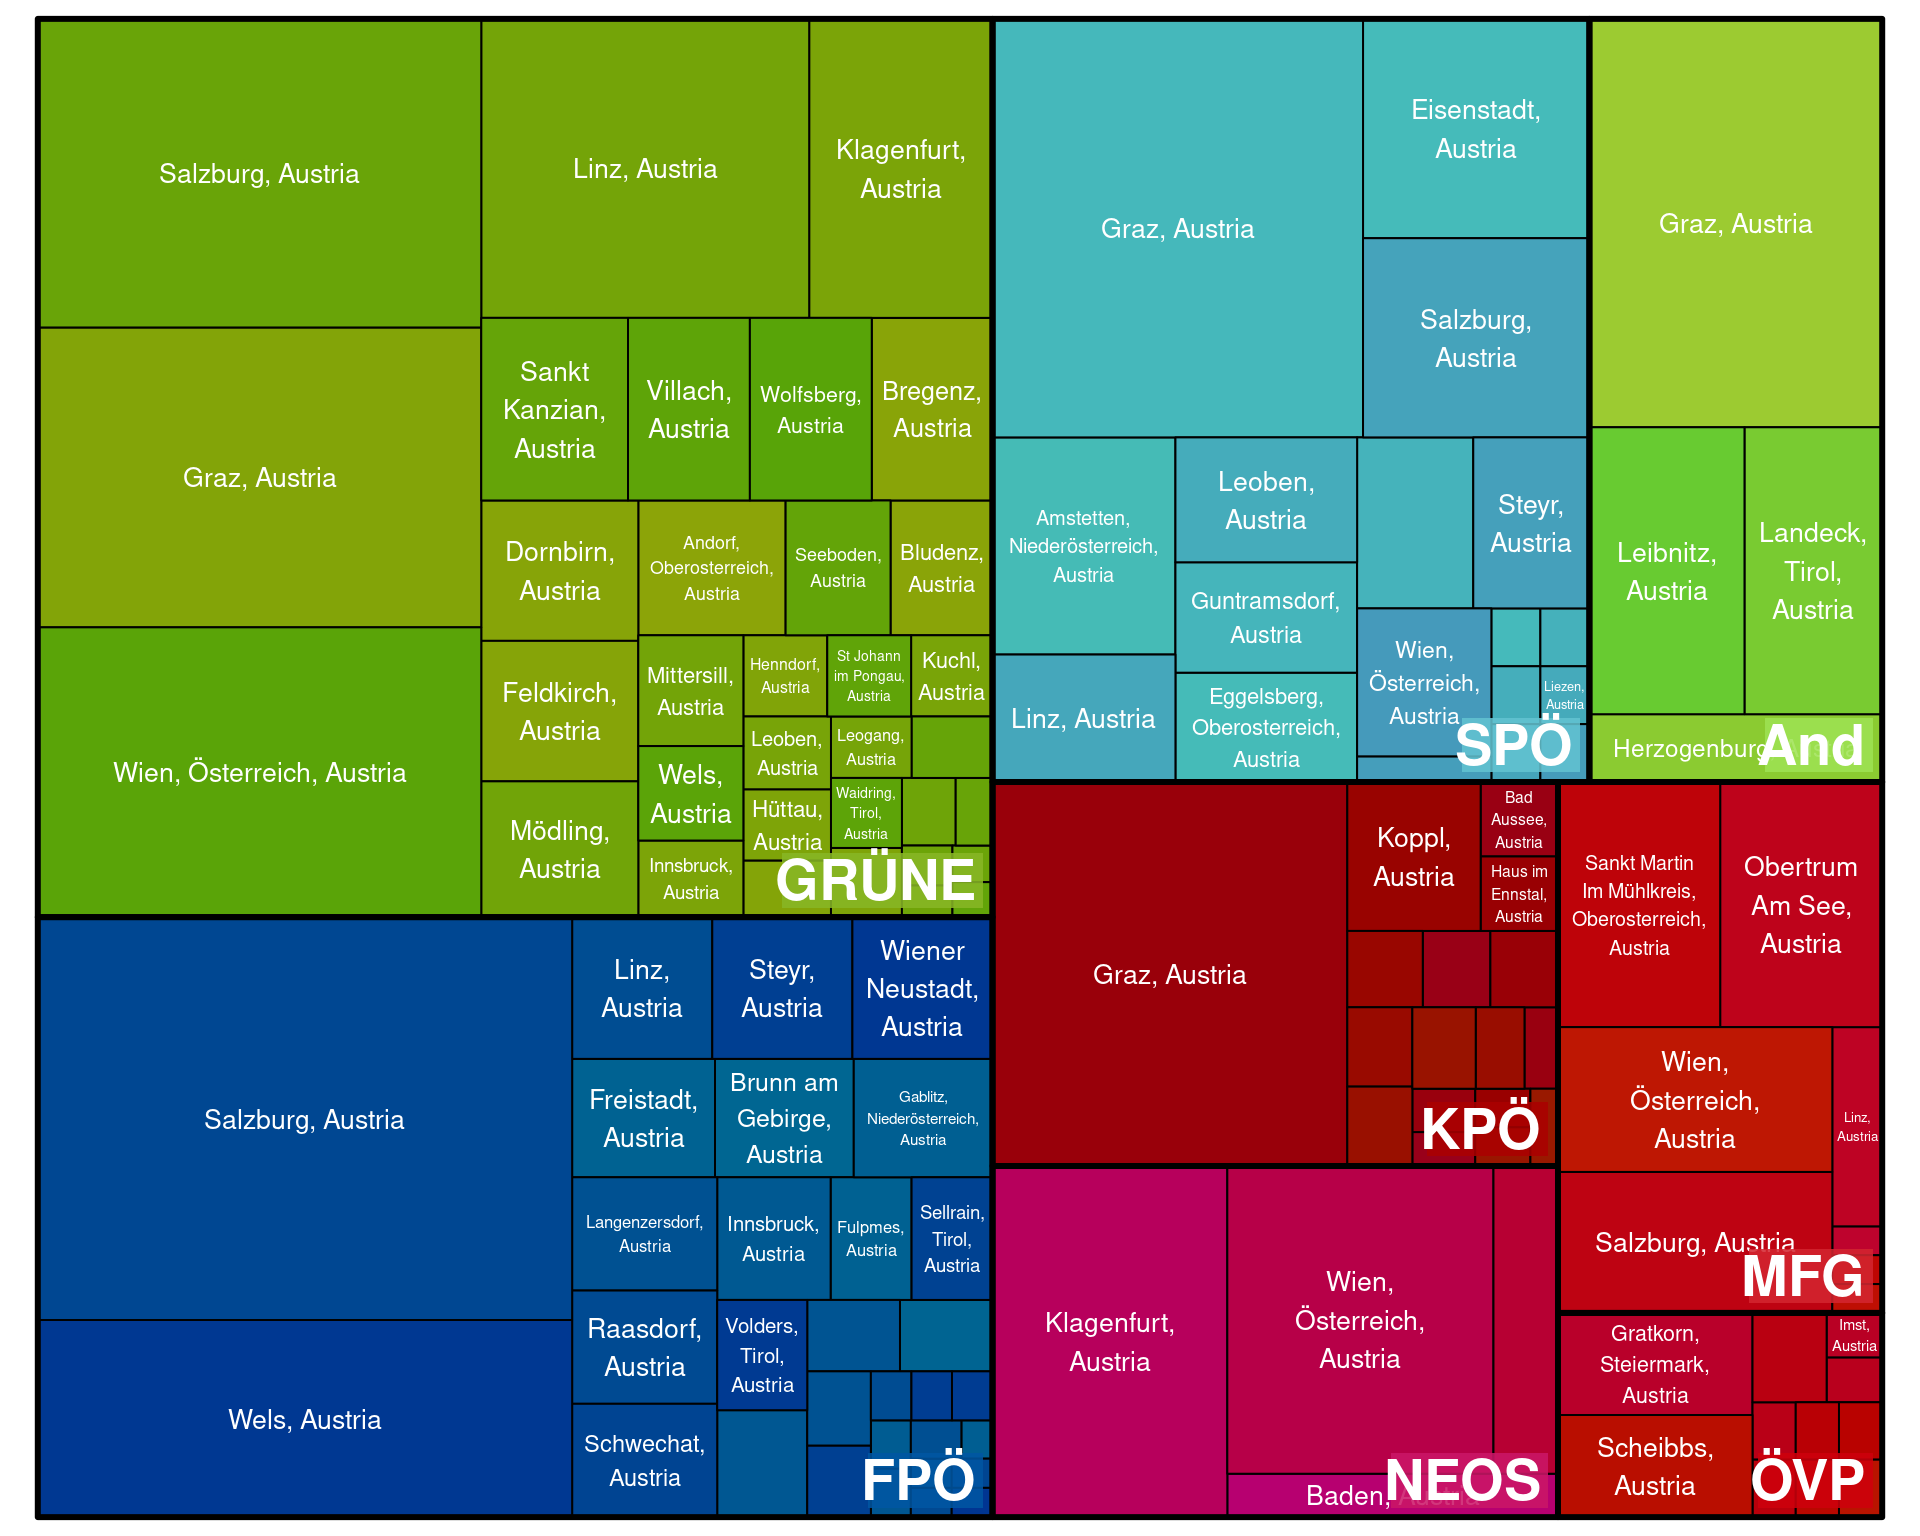 Salzburg, Austria
Linz, Austria
Klagenfurt,
Austria
Graz, Austria
Wien, Österreich, Austria
Sankt
Kanzian,
Austria
Villach,
Austria
Wolfsberg,
Austria
Bregenz,
Austria
Dornbirn,
Austria
Andorf,
Oberosterreich,
Austria
Seeboden,
Austria
Bludenz,
Austria
Feldkirch,
Austria
Mittersill,
Austria
Henndorf,
Austria
St Johann
im Pongau,
Austria
Kuchl,
Austria
Leoben,
Austria
Leogang,
Austria
Wels,
Austria
Mödling,
Austria
Hüttau,
Austria
Waidring,
Tirol,
Austria
Innsbruck,
Austria
GRÜNE
Salzburg, Austria
Wels, Austria
Linz,
Austria
Steyr,
Austria
Wiener
Neustadt,
Austria
Freistadt,
Austria
Brunn am
Gebirge,
Austria
Gablitz,
Niederösterreich,
Austria
Langenzersdorf,
Austria
Innsbruck,
Austria
Fulpmes,
Austria
Sellrain,
Tirol,
Austria
Raasdorf,
Austria
Volders,
Tirol,
Austria
Schwechat,
Austria
FPÖ
Graz, Austria
Eisenstadt,
Austria
Salzburg,
Austria
Amstetten,
Niederösterreich,
Austria
Leoben,
Austria
Steyr,
Austria
Guntramsdorf,
Austria
Linz, Austria
Eggelsberg,
Oberosterreich,
Austria
Wien,
Österreich,
Austria
Liezen,
Austria
SPÖ
Graz, Austria
Leibnitz,
Austria
Landeck,
Tirol,
Austria
Herzogenburg
And
Graz, Austria
Koppl,
Austria
Bad
Aussee,
Austria
Haus im
Ennstal,
Austria
KPÖ
Klagenfurt,
Austria
Wien,
Österreich,
Austria
Baden, Austria
NEOS
Sankt Martin
Im Mühlkreis,
Oberosterreich,
Austria
Obertrum
Am See,
Austria
Wien,
Österreich,
Austria
Linz,
Austria
Salzburg, Austria
MFG
Gratkorn,
Steiermark,
Austria
Imst,
Austria
Scheibbs,
Austria
ÖVP